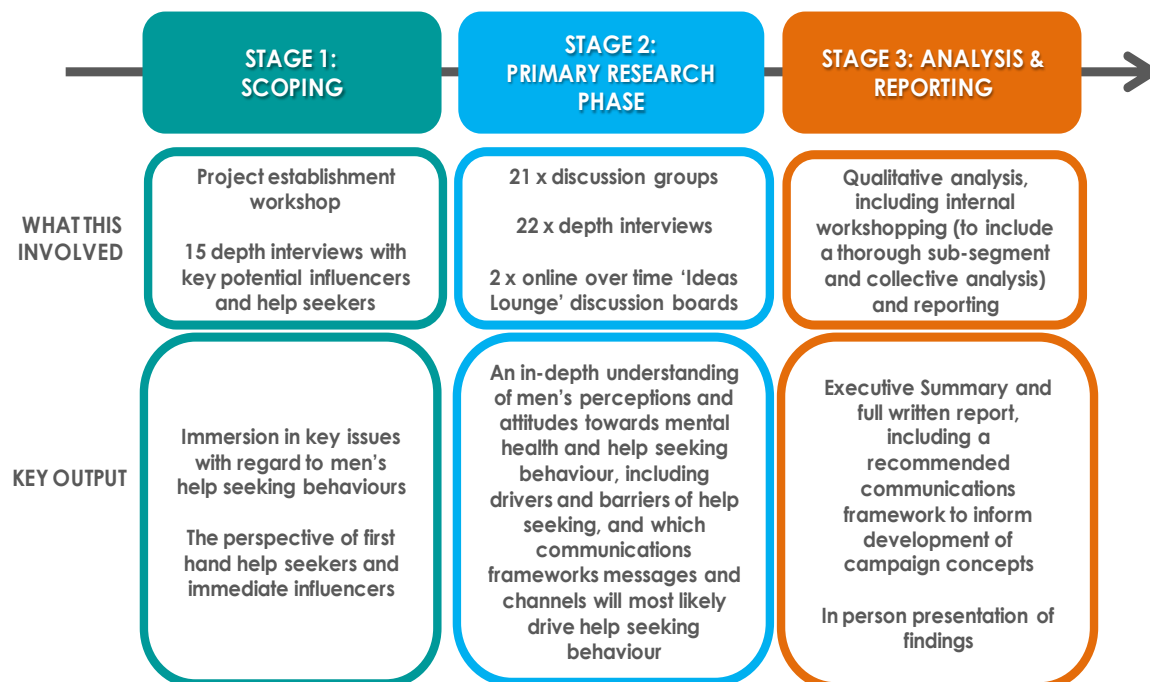 STAGE 1:
SCOPING
STAGE 2:
PRIMARY RESEARCH
PHASE
STAGE 3: ANALYSIS &
REPORTING
WHAT THIS
INVOLVED
Project establishment
workshop
15 depth interviews with
key potential influencers
and help seekers
21 x discussion groups
22 x depth interviews
2 x online over time ‘Ideas
Lounge’ discussion boards
Qualitative analysis,
including internal
workshopping (to include
a thorough sub-segment
and collective analysis)
and reporting
KEY OUTPUT
Immersion in key issues
with regard to men’s
help seeking behaviours
The perspective of first
hand help seekers and
immediate influencers
An in-depth understanding
of men’s perceptions and
attitudes towards mental
health and help seeking
behaviour, including
drivers and barriers of help
seeking, and which
communications
frameworks messages and
channels will most likely
drive help seeking
behaviour
Executive Summary and
full written report,
including a
recommended
communications
framework to inform
development of
campaign concepts
In person presentation of
findings